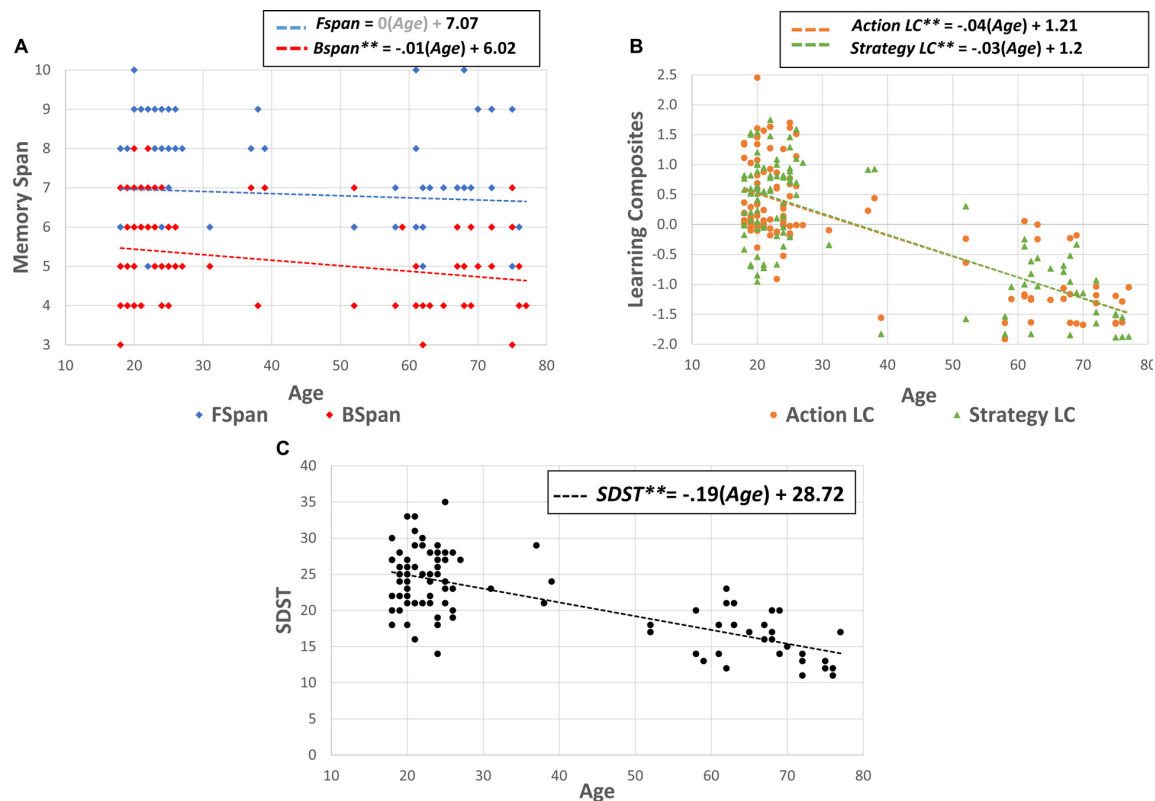 A
Fspan = 0(Age) + 7.07
Bspan** = -.01(Age) + 6.02
10
9
8
7
6
5
4
3
Memory Span
10 20 30 40 50 60 70 80
Age
FSpan BSpan
B
Action LC** = -.04(Age) + 1.21
Strategy LC** = -.03(Age) + 1.2
2.5
2.0
1.5
1.0
0.5
0.0
-0.5
-1.0
-1.5
-2.0
Learning Composites
10 20 30 40 50 60 70 80
Age
Action LC Strategy LC
C
SDST** = -.19(Age) + 28.72
40
35
30
25
20
15
10
5
0
SDST
10 20 30 40 50 60 70 80
Age